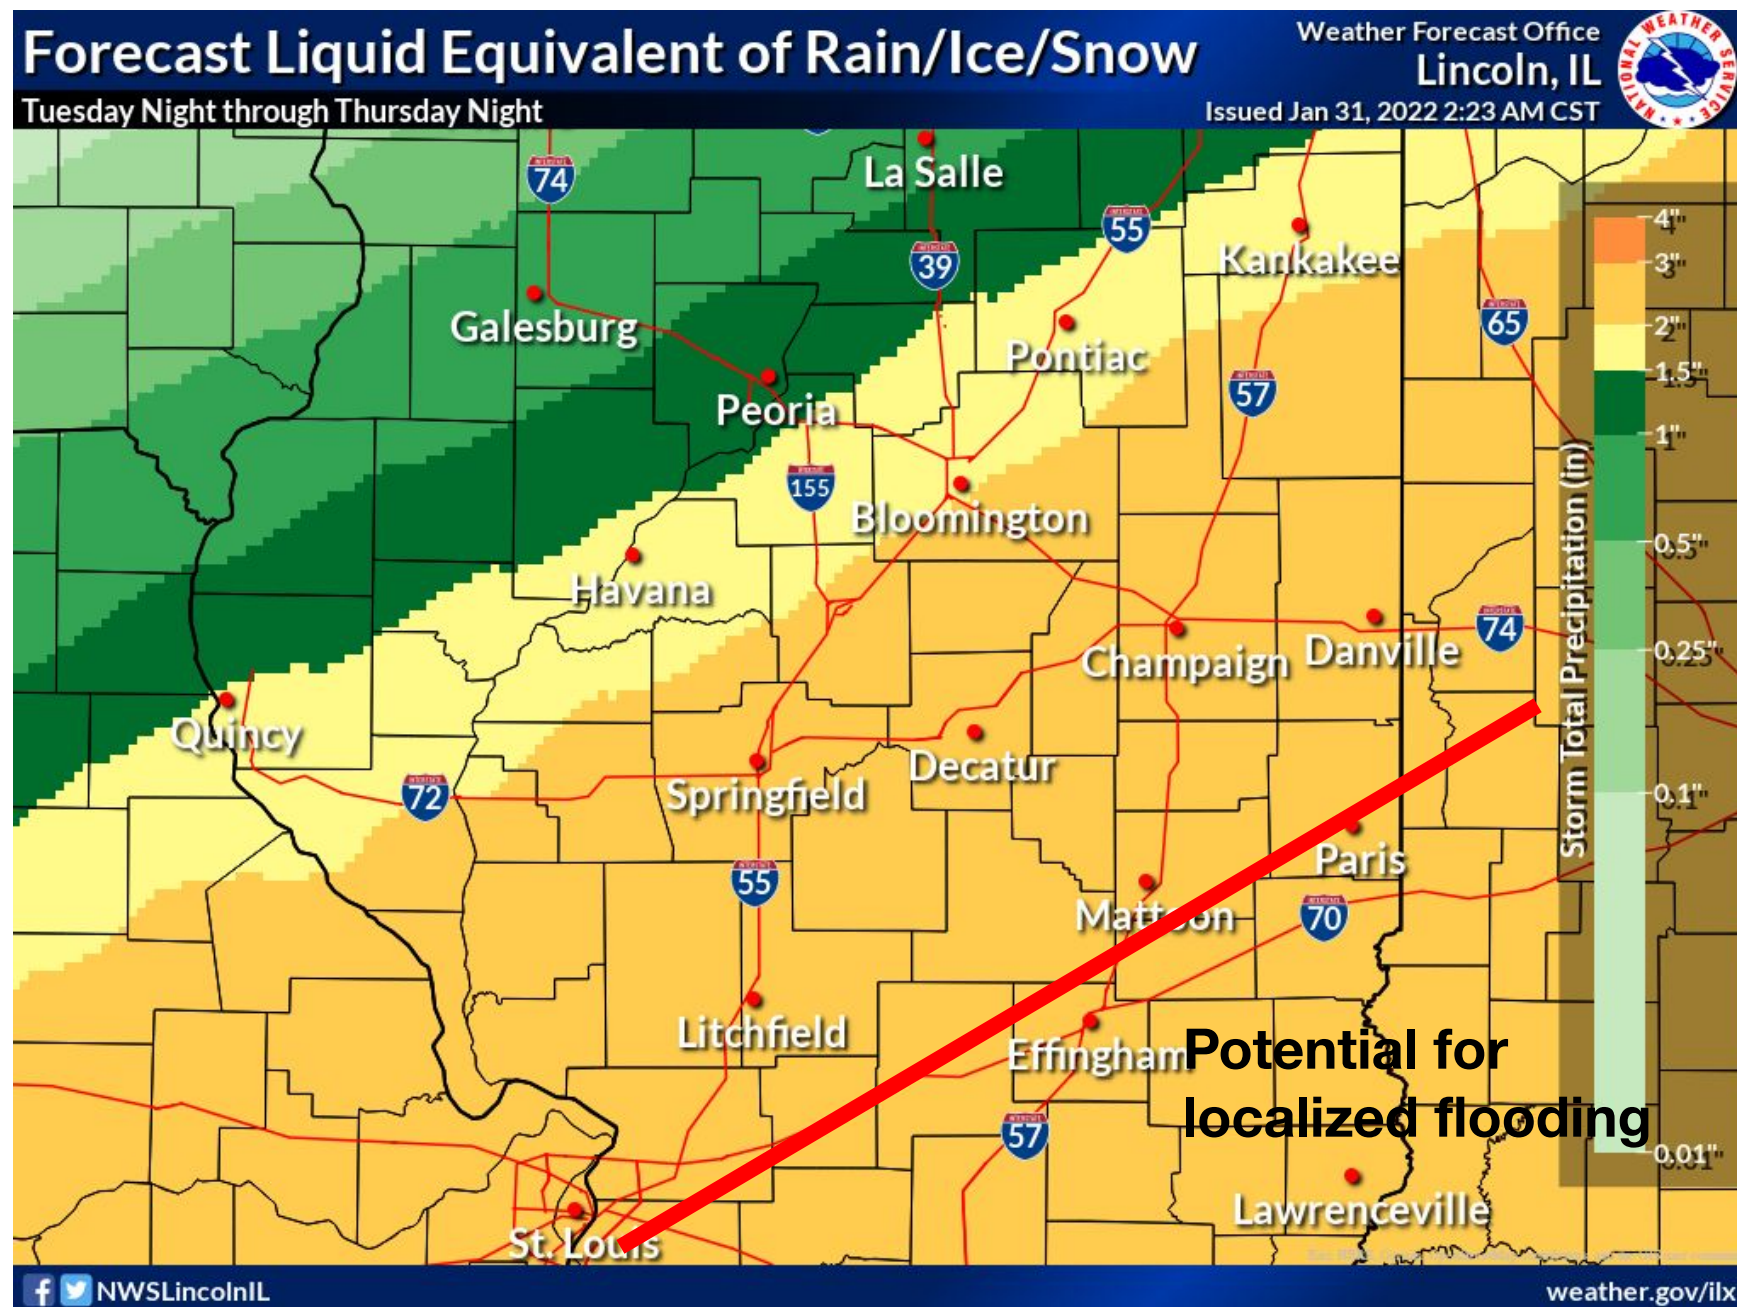 Forecast Liquid Equivalent of Rain/Ice/Snow
Tuesday Night through Thursday Night
Weather Forecast Office
Lincoln, IL
Issued Jan 31, 2022 2:23 AM CST
NATIONAL WEATHER SERVICE
La Salle
74
55
39
Kankakee
Galesburg
65
Pontiac
57
Peoria
155
Bloomington
Havana
74
Champaign
Danville
Quincy
Decatur
72
Springfield
Paris
55
Mattoon
70
Litchfield
Effingham
Potential for
localized flooding
57
Lawrenceville
St. Louis
Storm Total Precipitation (in)
4"
3"
2"
1.5"
1"
0.5"
0.25"
0.1"
0.01"
NWSLincolnIL
weather.gov/ilx